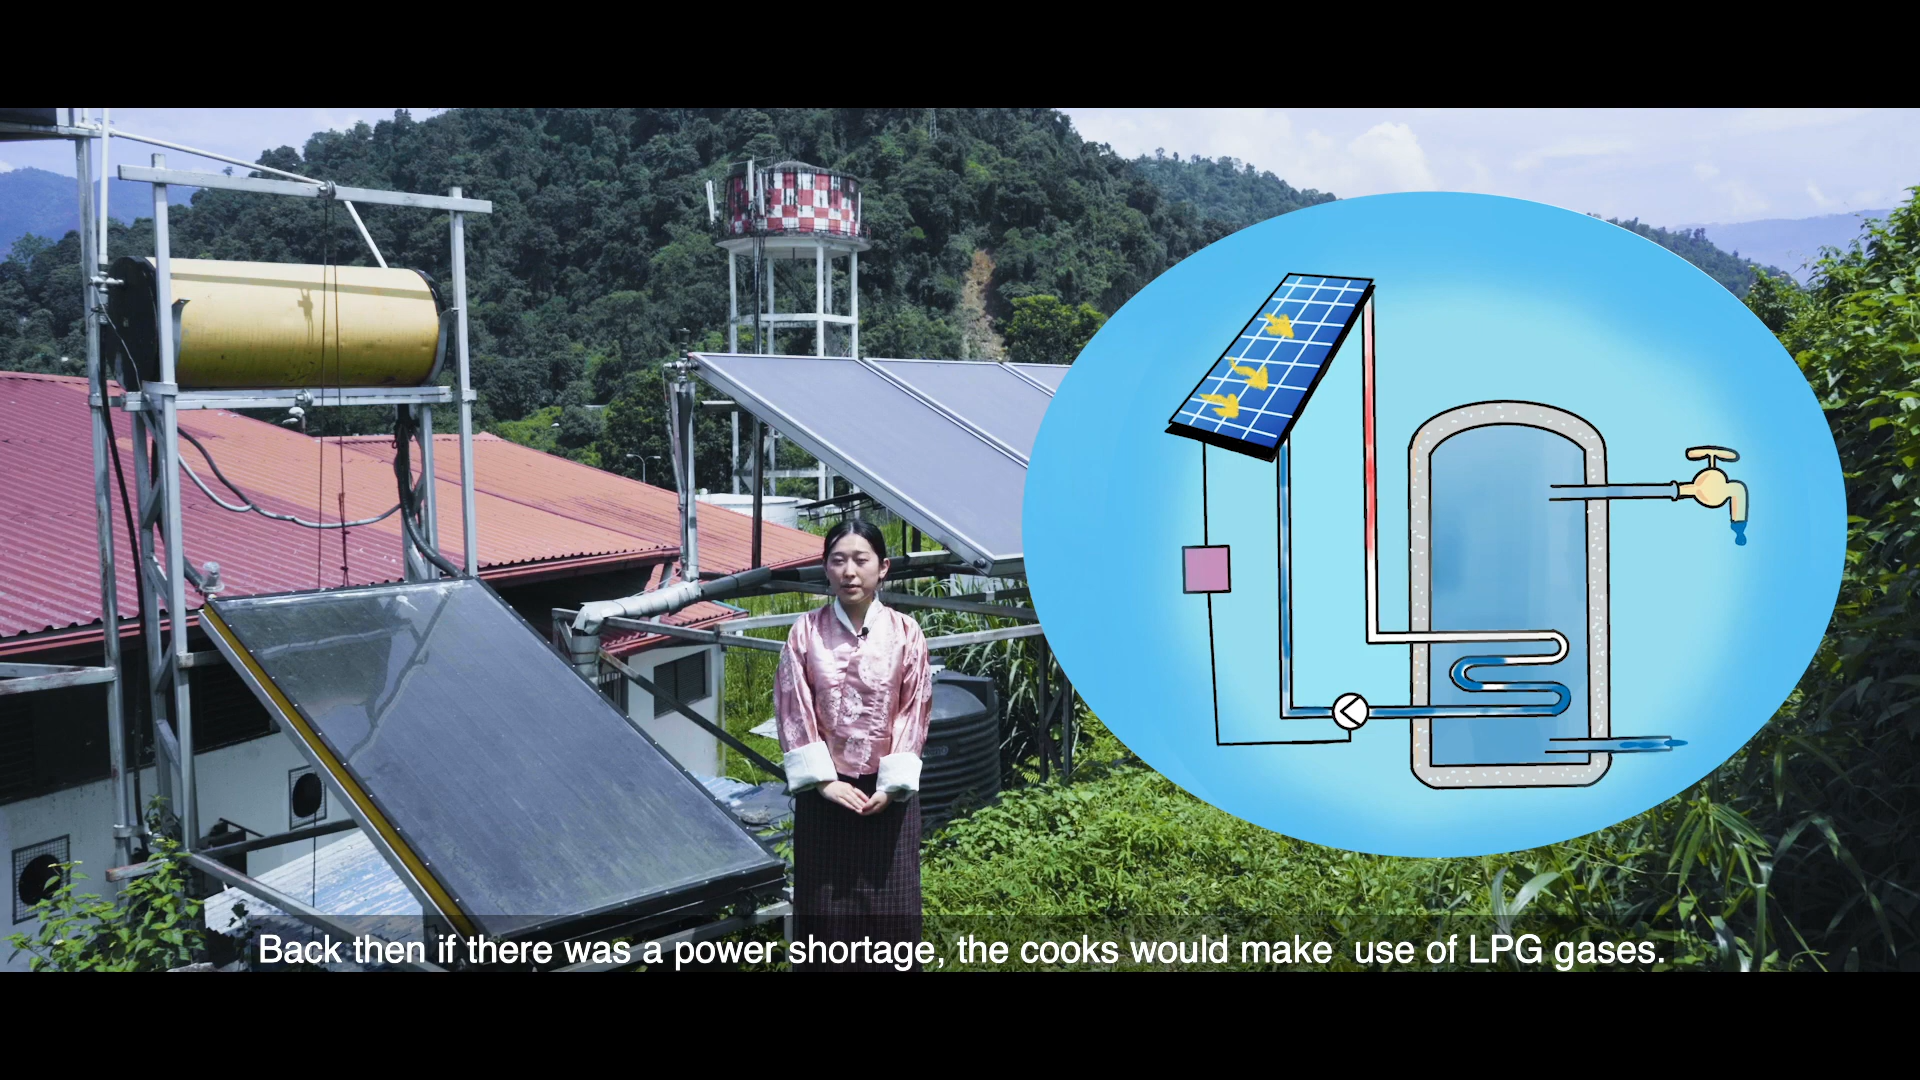 Back then if there was a power shortage, the cooks would make  use of LPG gases.